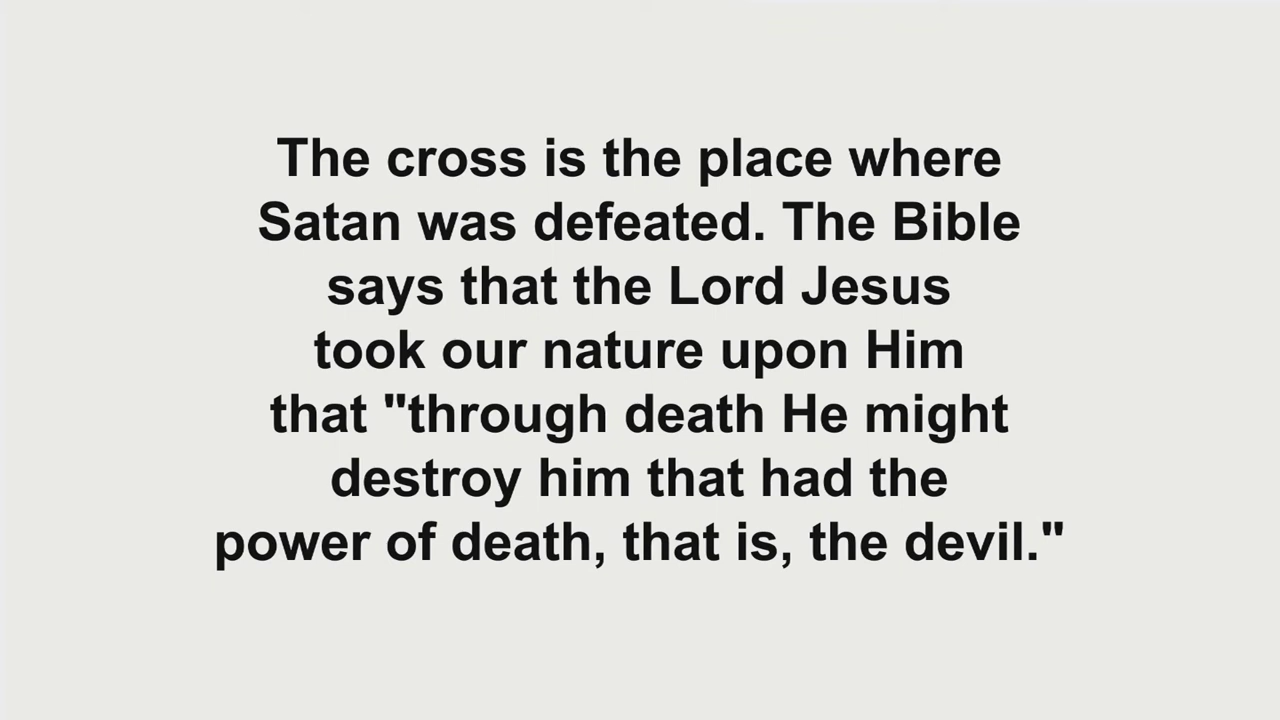 The cross is the place where
Satan was defeated. The Bible
says that the Lord Jesus
took our nature upon Him
that "through death He might
destroy him that had the
power of death, that is, the devil."